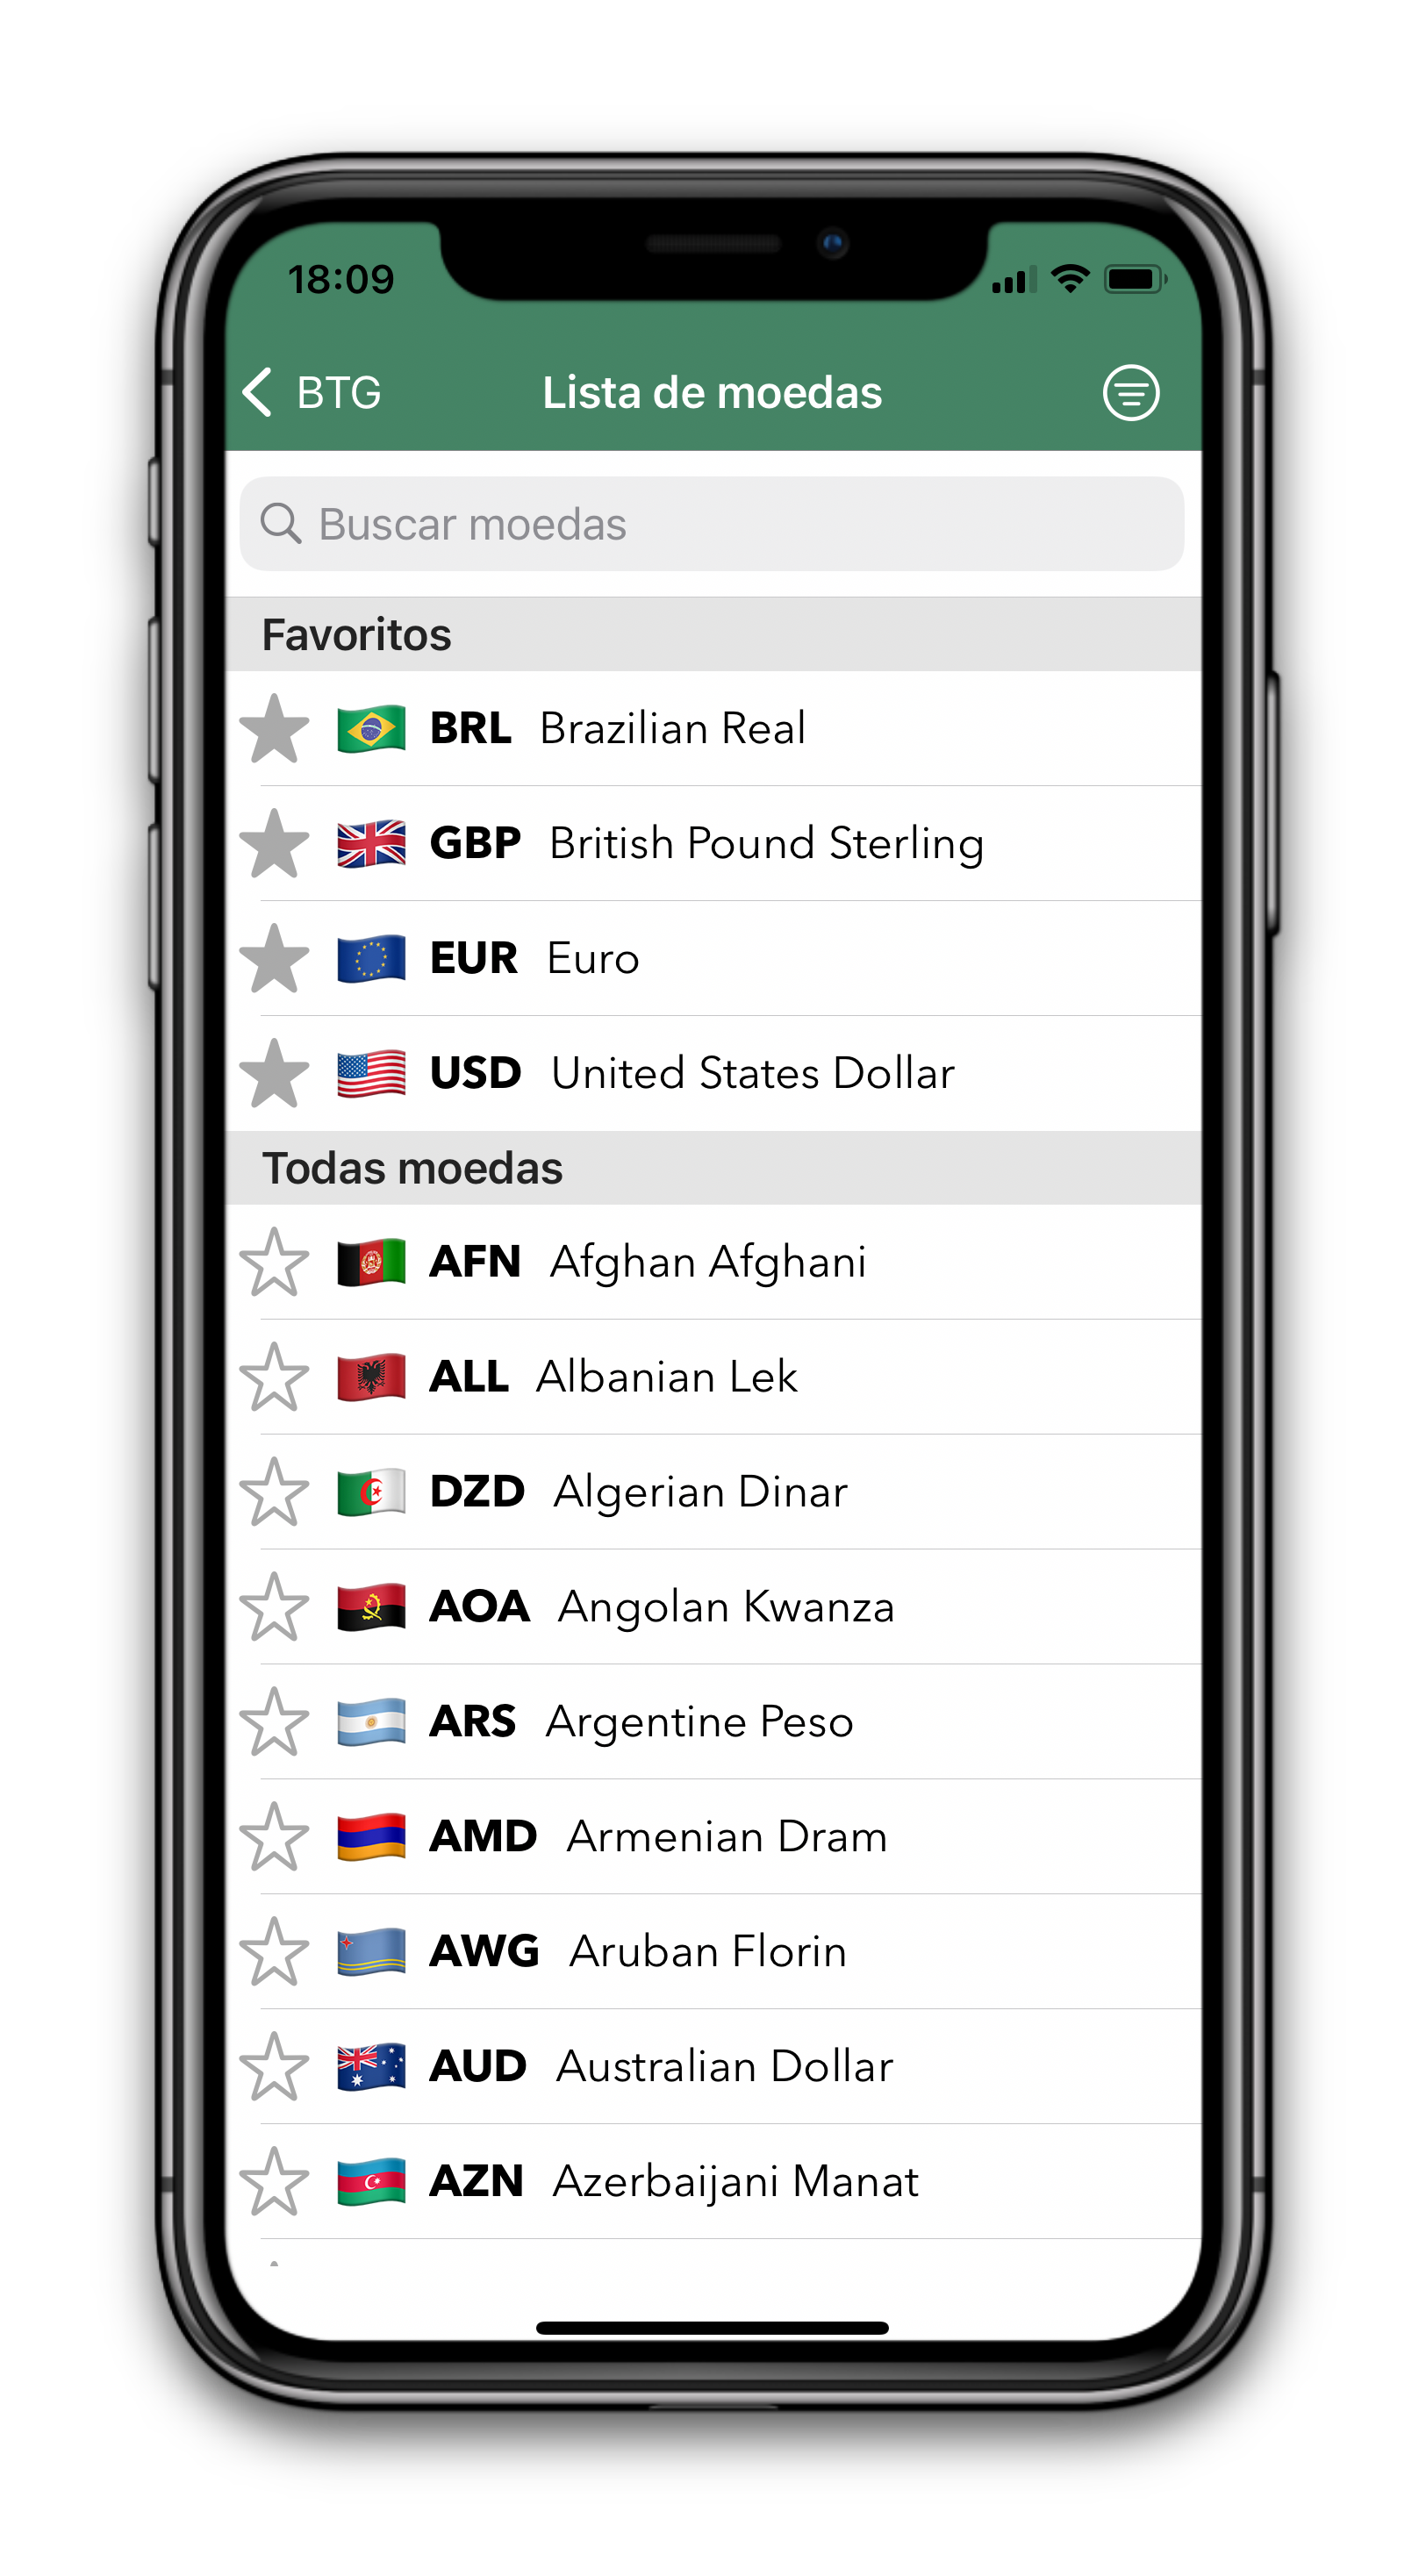 18:09
BTG Lista de moedas
Buscar moedas
Favoritos
BRL Brazilian Real
GBP British Pound Sterling
EUR Euro
USD United States Dollar
Todas moedas
AFN Afghan Afghani
ALL Albanian Lek
DZD Algerian Dinar
AOA Angolan Kwanza
ARS Argentine Peso
AMD Armenian Dram
AWG Aruban Florin
AUD Australian Dollar
AZN Azerbaijani Manat